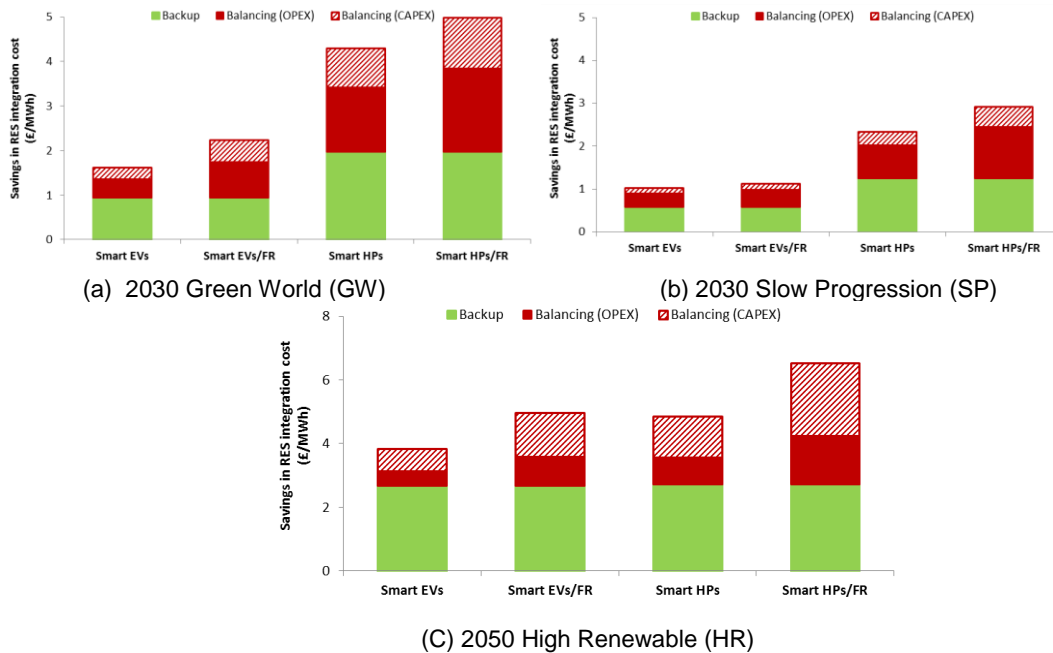 Backup Balancing (OPEX) Balancing (CAPEX)
Savings in RES integration cost
(£/MWh)
5
4
3
2
1
0
Smart EVs Smart EVs/FR Smart HPs Smart HPs/FR
(a) 2030 Green World (GW)
Backup Balancing (OPEX) Balancing (CAPEX)
Savings in RES integration cost
(£/MWh)
5
4
3
2
1
0
Smart EVs Smart EVs/FR Smart HPs Smart HPs/FR
(b) 2030 Slow Progression (SP)
Backup Balancing (OPEX) Balancing (CAPEX)
Savings in RES integration cost
(£/MWh)
8
6
4
2
0
Smart EVs Smart EVs/FR Smart HPs Smart HPs/FR
(C) 2050 High Renewable (HR)